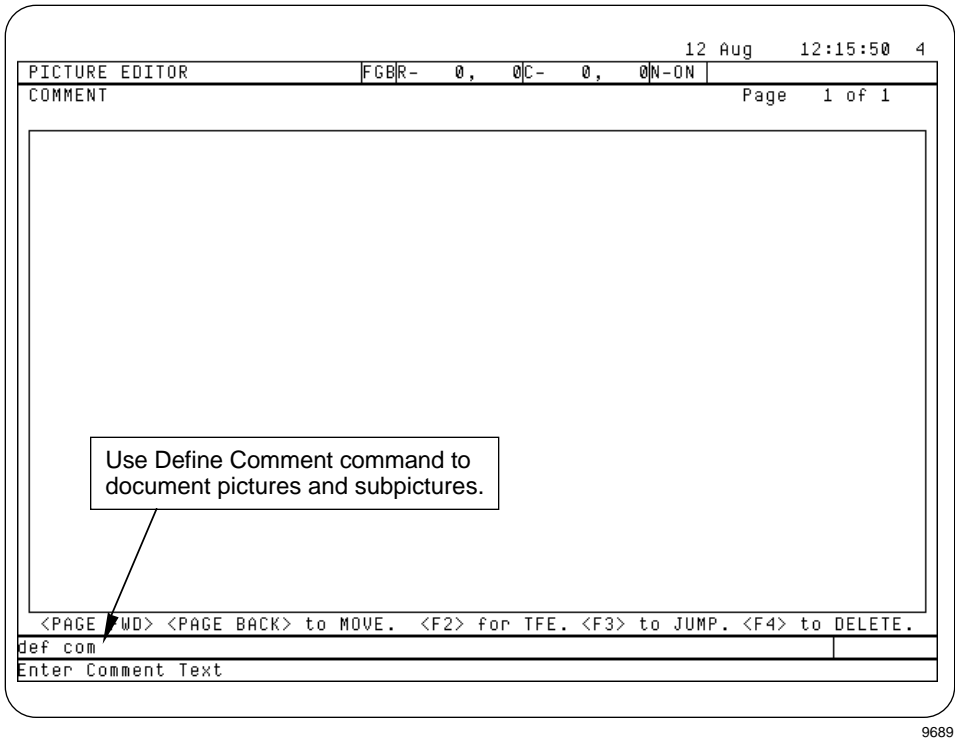 12 Aug 12:15:50 4
PICTURE EDITOR FGB R- 0, 0 C- 0, 0 N-ON
COMMENT Page 1 of 1
Use Define Comment command to
document pictures and subpictures.
<PAGE WD> <PAGE BACK> to MOVE. <F2> for TFE. <F3> to JUMP. <F4> to DELETE.
def com
Enter Comment Text
9689